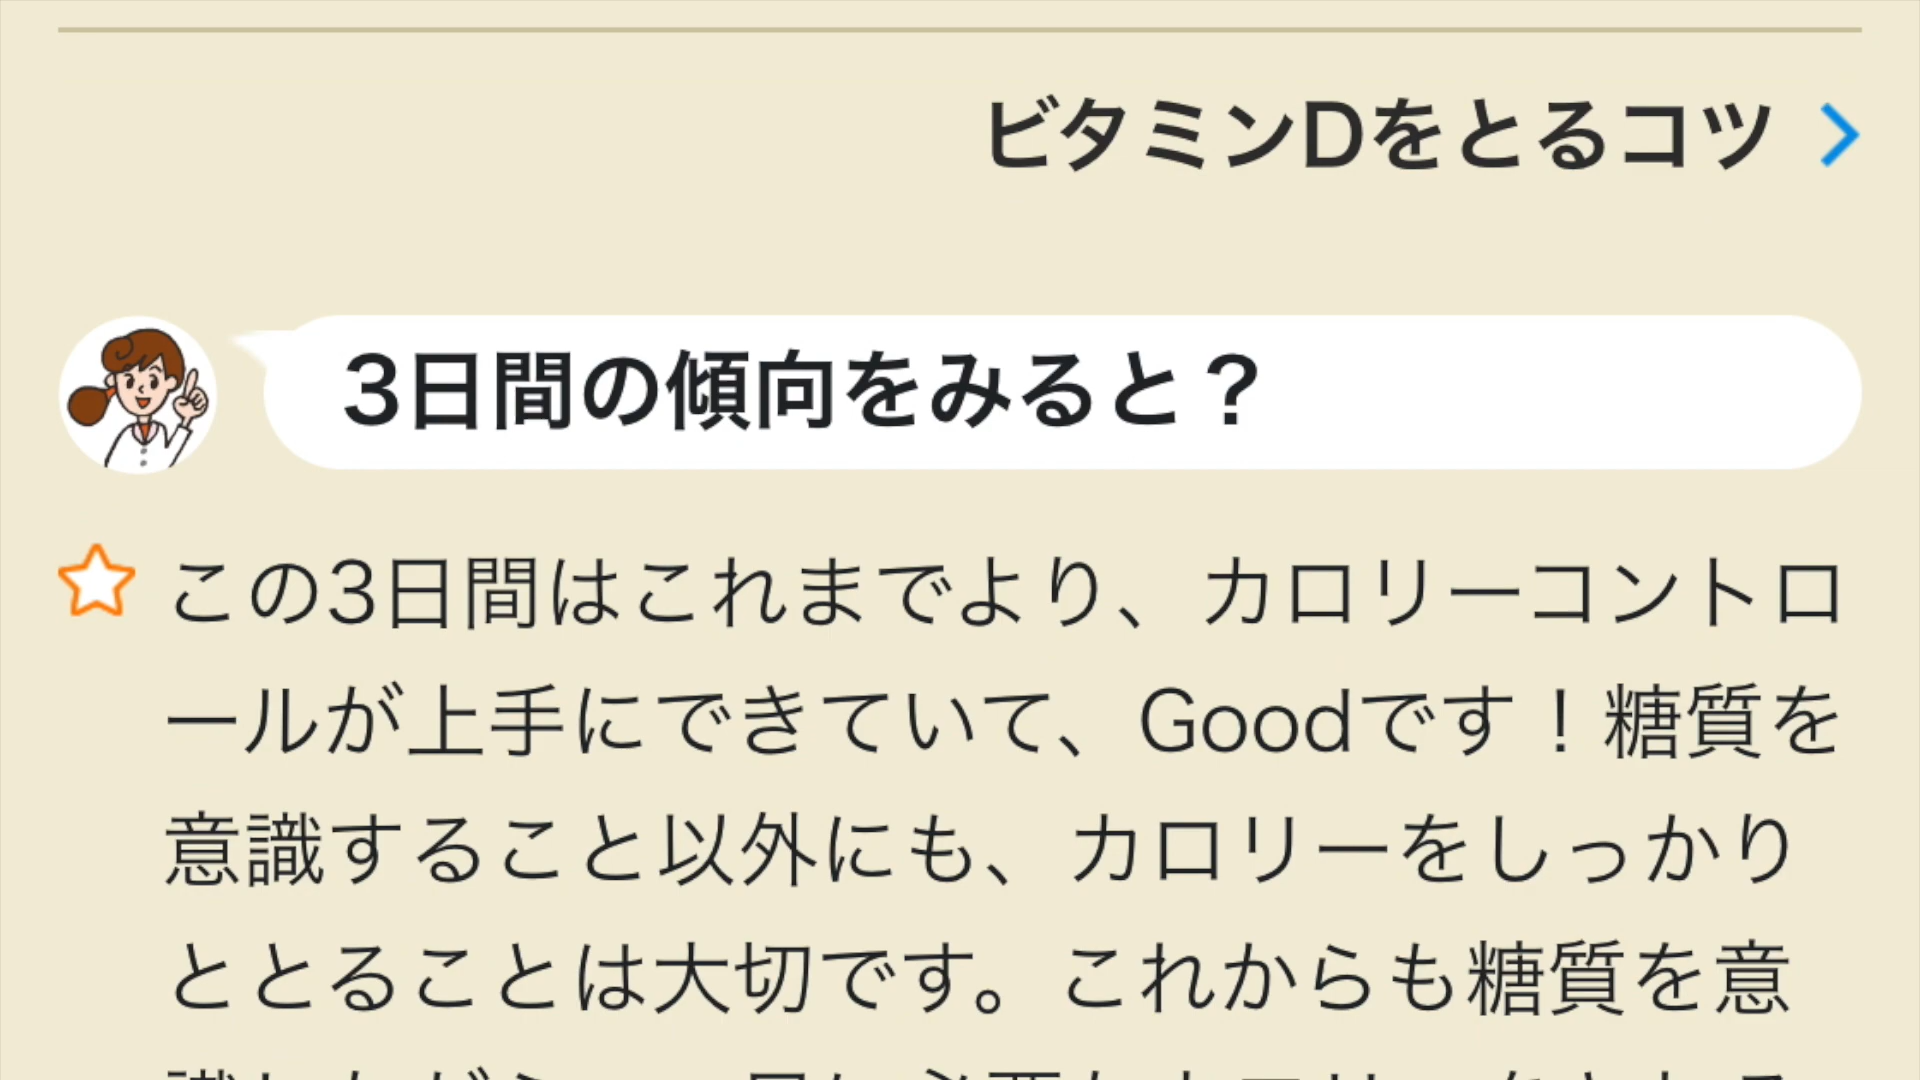 ビタミンDをとるコツ
3日間の傾向をみると？
この3日間はこれまでより、カロリーコントロ
ールが上手にできていて、Goodです！糖質を
意識すること以外にも、カロリーをしっかり
ととることは大切です。これからも糖質を意